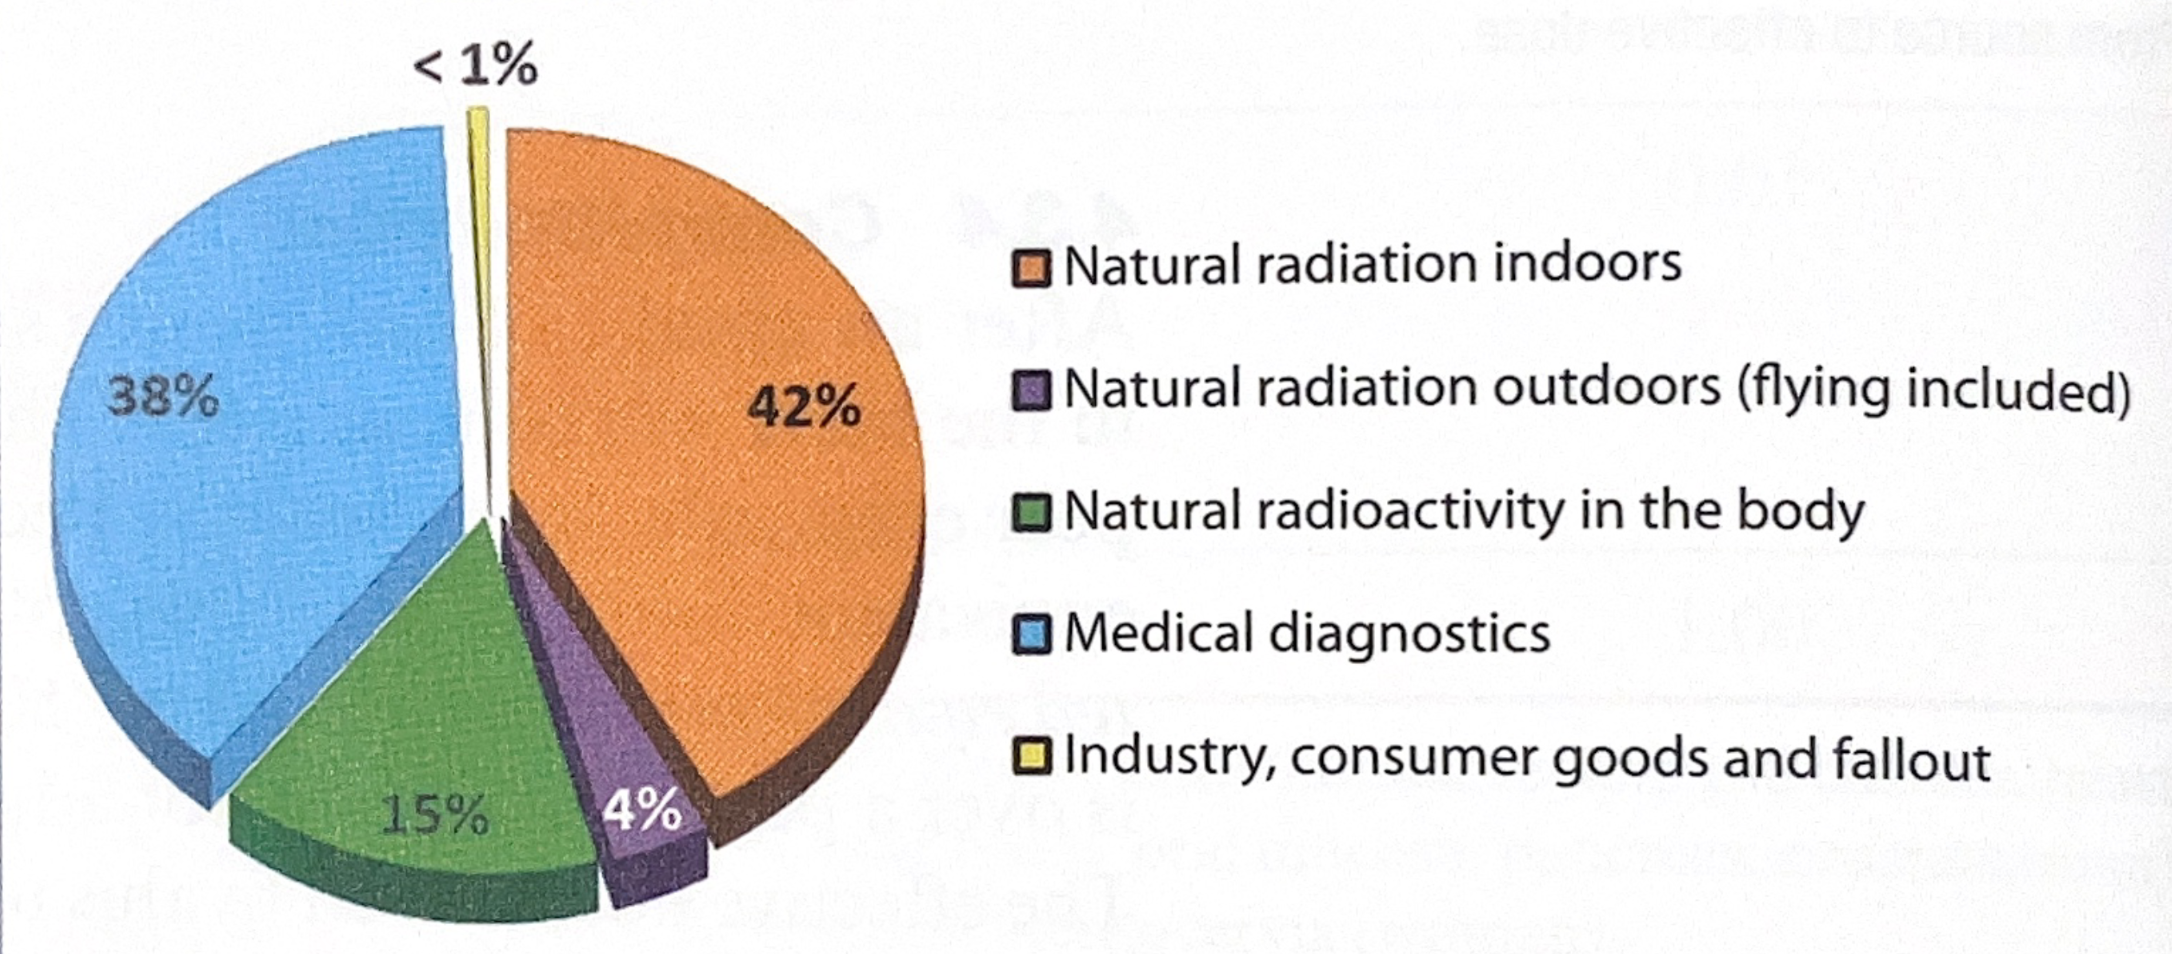 < 1%
38%
42%
15%
4%
Natural radiation indoors
Natural radiation outdoors (flying included)
Natural radioactivity in the body
Medical diagnostics
Industry, consumer goods and fallout